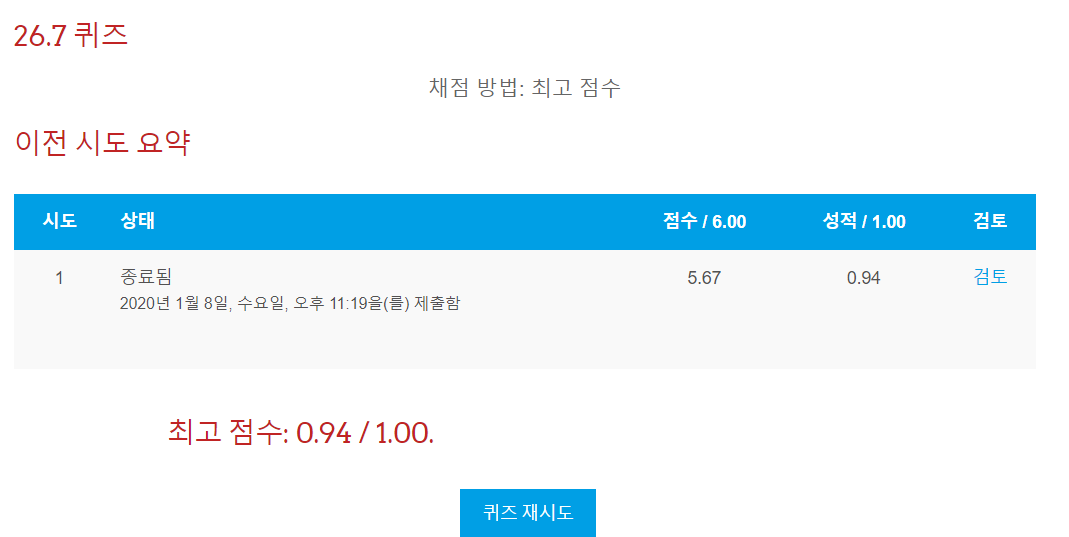 26.7 퀴즈
채점 방법: 최고 점수
이전 시도 요약
시도 상태 점수 / 6.00 성적 / 1.00 검토
1 종료됨 5.67 0.94 검토
2020년 1월 8일, 수요일, 오후 11:19을(를) 제출함
최고 점수: 0.94 / 1.00.
퀴즈 재시도